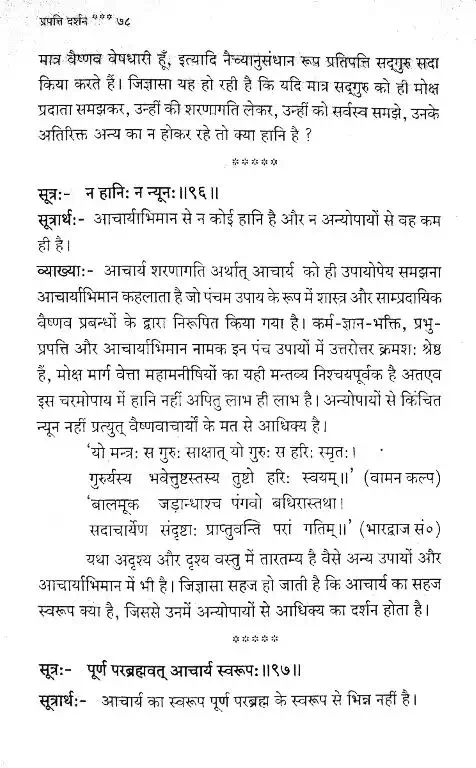 प्रपत्ति दर्शन *** ७८
मात्र वैष्णव वेषधारी हूँ, इत्यादि नैच्यानुसंधान रूप प्रतिपत्ति सद्‌गुरु सदा
किया करते हैं। जिज्ञासा यह हो रही है कि यदि मात्र सद्‌गुरु को ही मोक्ष
प्रदाता समझकर, उन्हीं की शरणागति लेकर, उन्हीं को सर्वस्व समझे, उनके
अतिरिक्त अन्य का न होकर रहे तो क्या हानि है ?
*****
सूत्र:- न हानि: न न्यून:॥९६॥
सूत्रार्थ:- आचार्याभिमान से न कोई हानि है और न अन्योपायों से वह कम
ही है।
व्याख्या:- आचार्य शरणागति अर्थात् आचार्य को ही उपायोपेय समझना
आचार्याभिमान कहलाता है जो पंचम उपाय के रूप में शास्त्र और साम्प्रदायिक
वैष्णव प्रबन्धों के द्वारा निरूपित किया गया है। कर्म-ज्ञान-भक्ति, प्रभु-
प्रपत्ति और आचार्याभिमान नामक इन पंच उपायों में उत्तरोत्तर क्रमश: श्रेष्ठ
हैं, मोक्ष मार्ग वेत्ता महामनीषियों का यही मन्तव्य निश्चयपूर्वक है अतएव
इस चरमोपाय में हानि नहीं अपितु लाभ ही लाभ है। अन्योपायों से किंचित
न्यून नहीं प्रत्युत् वैष्णवाचार्यों के मत से आधिक्य है।
'यो मन्त्र: स गुरु: साक्षात् यो गुरु: स हरि: स्मृत:।
गुरुर्यस्य भवेत्तुष्टस्तस्य तुष्टो हरि: स्वयम्॥' (वामन कल्प)
'बालमूक जड़ान्धाश्च पंगवो बधिरास्तथा।
सदाचार्येण संदृष्टा: प्राप्तुवन्ति परां गतिम्॥' (भारद्वाज सं०)
यथा अदृश्य और दृश्य वस्तु में तारतम्य है वैसे अन्य उपायों और
आचार्याभिमान में भी है। जिज्ञासा सहज हो जाती है कि आचार्य का सहज
स्वरूप क्या है, जिससे उनमें अन्योपायों से आधिक्य का दर्शन होता है।
*****
सूत्र:- पूर्ण परब्रह्मवत् आचार्य स्वरूप:॥९७॥
सूत्रार्थ:- आचार्य का स्वरूप पूर्ण परब्रह्म के स्वरूप से भिन्न नहीं है।